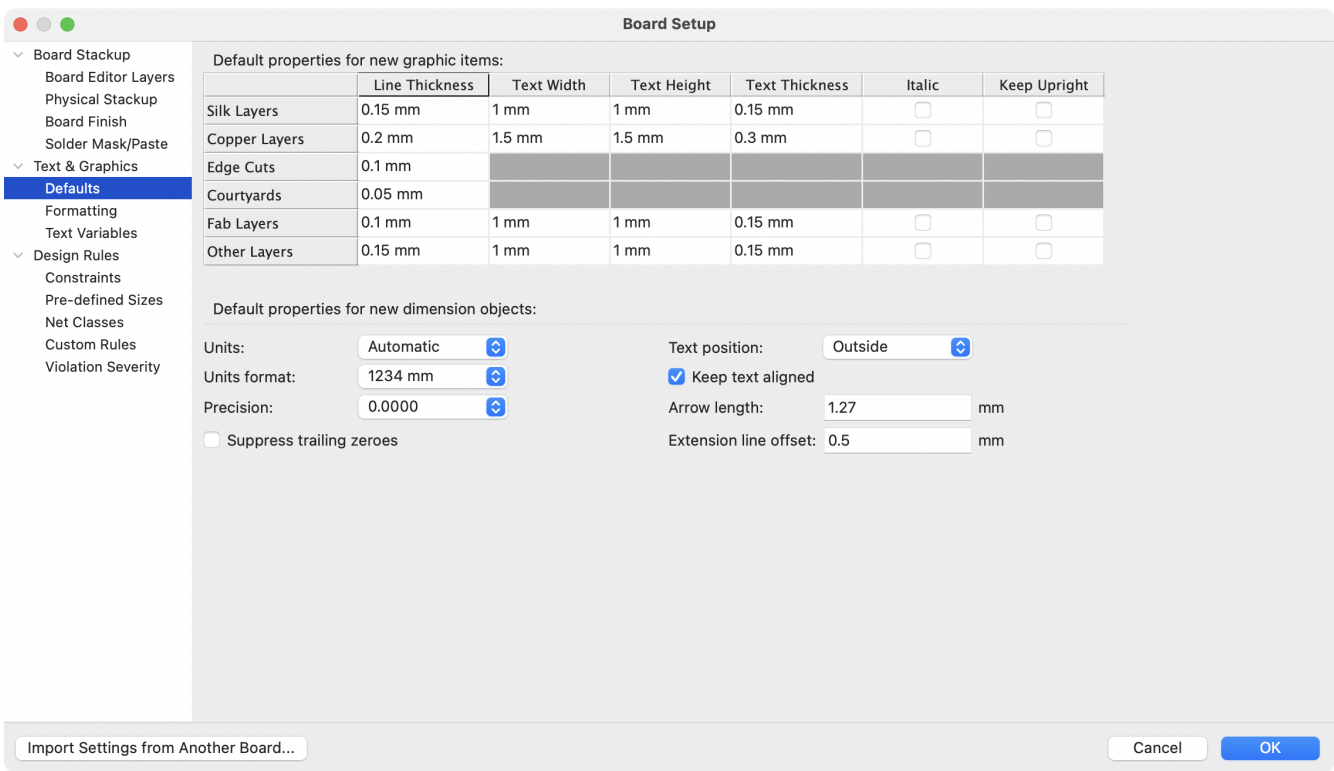 Board Setup
Board Stackup
Board Editor Layers
Physical Stackup
Board Finish
Solder Mask/Paste
Text & Graphics
Defaults
Formatting
Text Variables
Design Rules
Constraints
Pre-defined Sizes
Net Classes
Custom Rules
Violation Severity
Default properties for new graphic items:
Line Thickness Text Width Text Height Text Thickness Italic Keep Upright
Silk Layers 0.15 mm 1 mm 1 mm 0.15 mm
Copper Layers 0.2 mm 1.5 mm 1.5 mm 0.3 mm
Edge Cuts 0.1 mm
Courtyards 0.05 mm
Fab Layers 0.1 mm 1 mm 1 mm 0.15 mm
Other Layers 0.15 mm 1 mm 1 mm 0.15 mm
Default properties for new dimension objects:
Units: Automatic
Units format: 1234 mm
Precision: 0.0000
Suppress trailing zeroes
Text position: Outside
Keep text aligned
Arrow length: 1.27 mm
Extension line offset: 0.5 mm
Import Settings from Another Board...
Cancel
OK